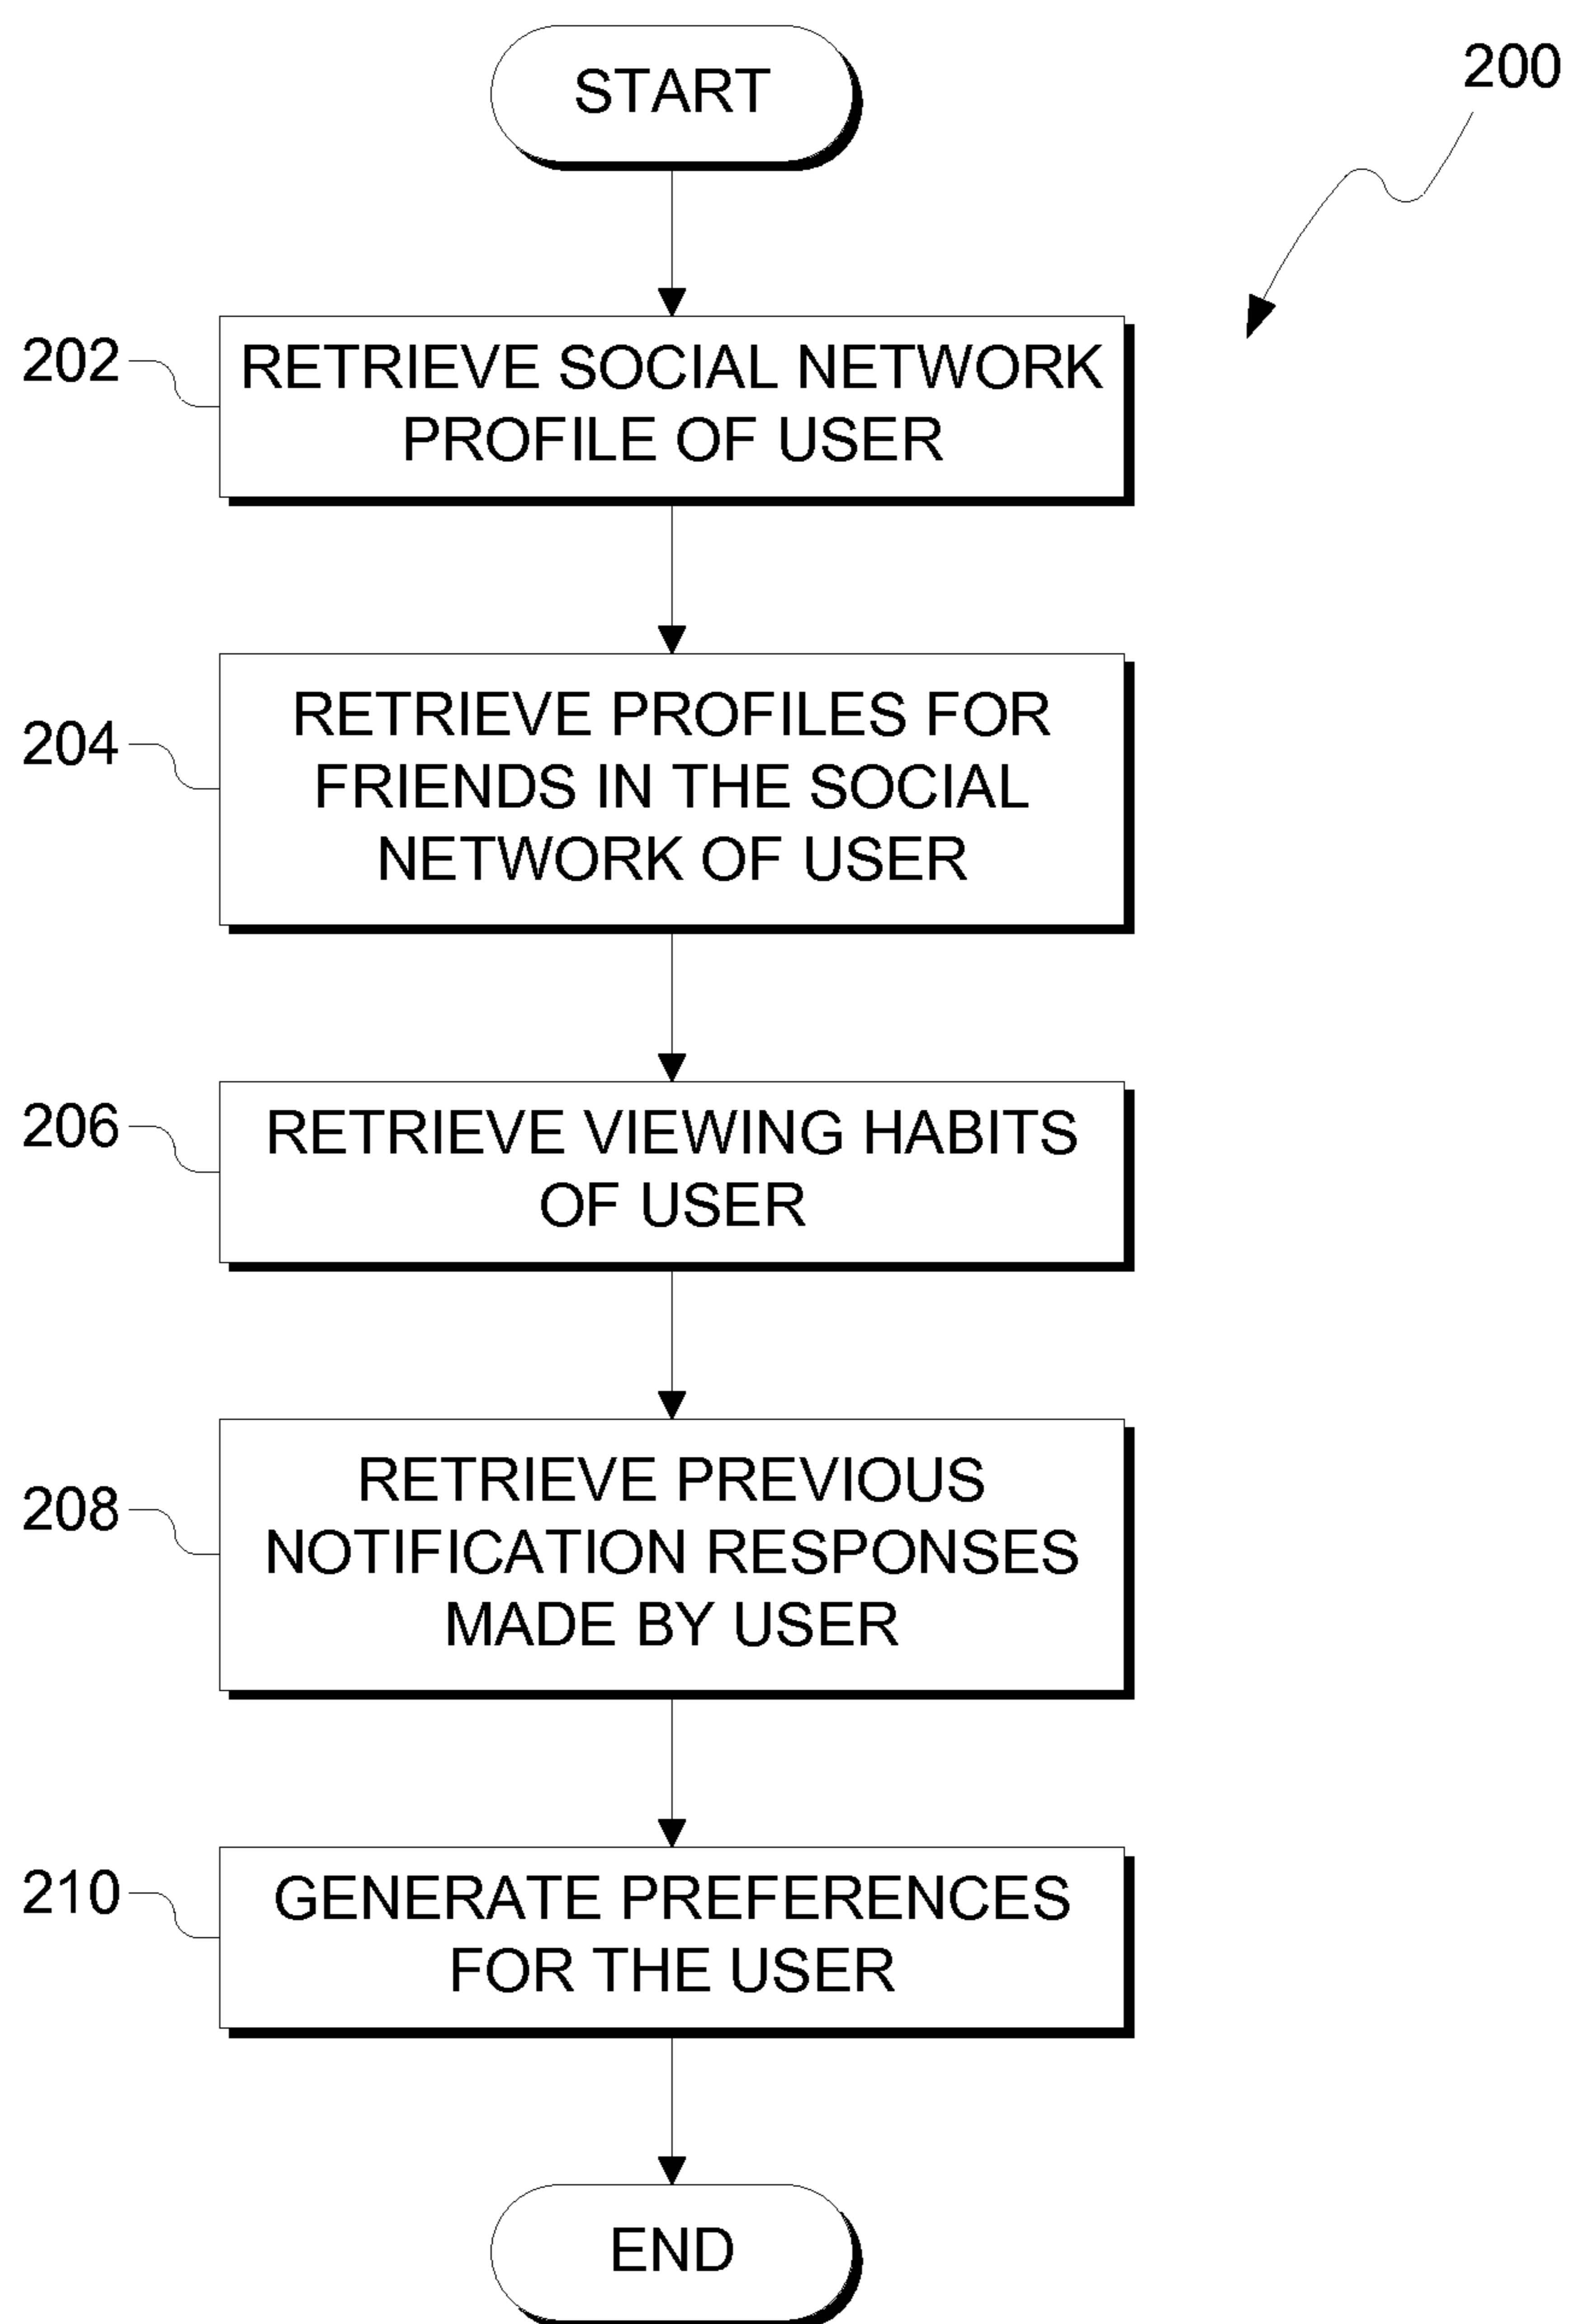 START
200
202
RETRIEVE SOCIAL NETWORK
PROFILE OF USER
204
RETRIEVE PROFILES FOR
FRIENDS IN THE SOCIAL
NETWORK OF USER
206
RETRIEVE VIEWING HABITS
OF USER
208
RETRIEVE PREVIOUS
NOTIFICATION RESPONSES
MADE BY USER
210
GENERATE PREFERENCES
FOR THE USER
END